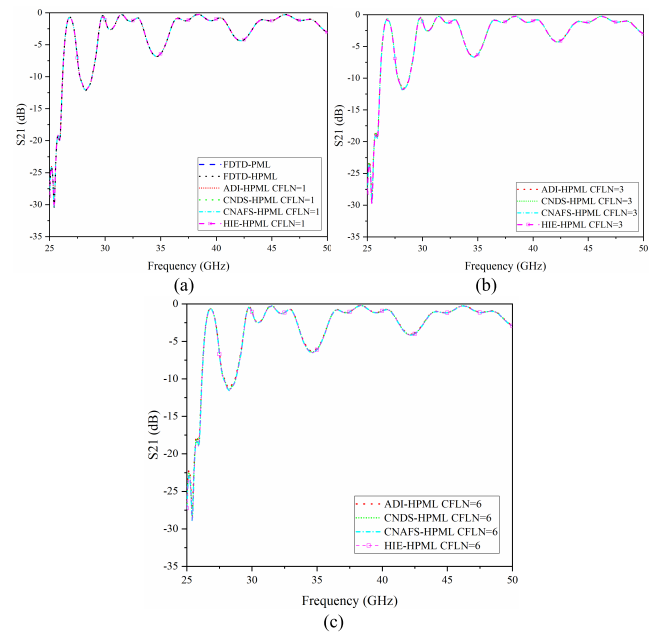 0
-5
-10
-15
-20
-25
-30
-35
S21 (dB)
FDTD-PML
FDTD-HPML
ADI-HPML CFLN=1
CNDS-HPML CFLN=1
CNAFS-HPML CFLN=1
HIE-HPML CFLN=1
25 30 35 40 45 50
Frequency (GHz)
(a)
0
-5
-10
-15
-20
-25
-30
-35
S21 (dB)
ADI-HPML CFLN=3
CNDS-HPML CFLN=3
CNAFS-HPML CFLN=3
HIE-HPML CFLN=3
25 30 35 40 45 50
Frequency (GHz)
(b)
0
-5
-10
-15
-20
-25
-30
-35
S21 (dB)
ADI-HPML CFLN=6
CNDS-HPML CFLN=6
CNAFS-HPML CFLN=6
HIE-HPML CFLN=6
25 30 35 40 45 50
Frequency (GHz)
(c)